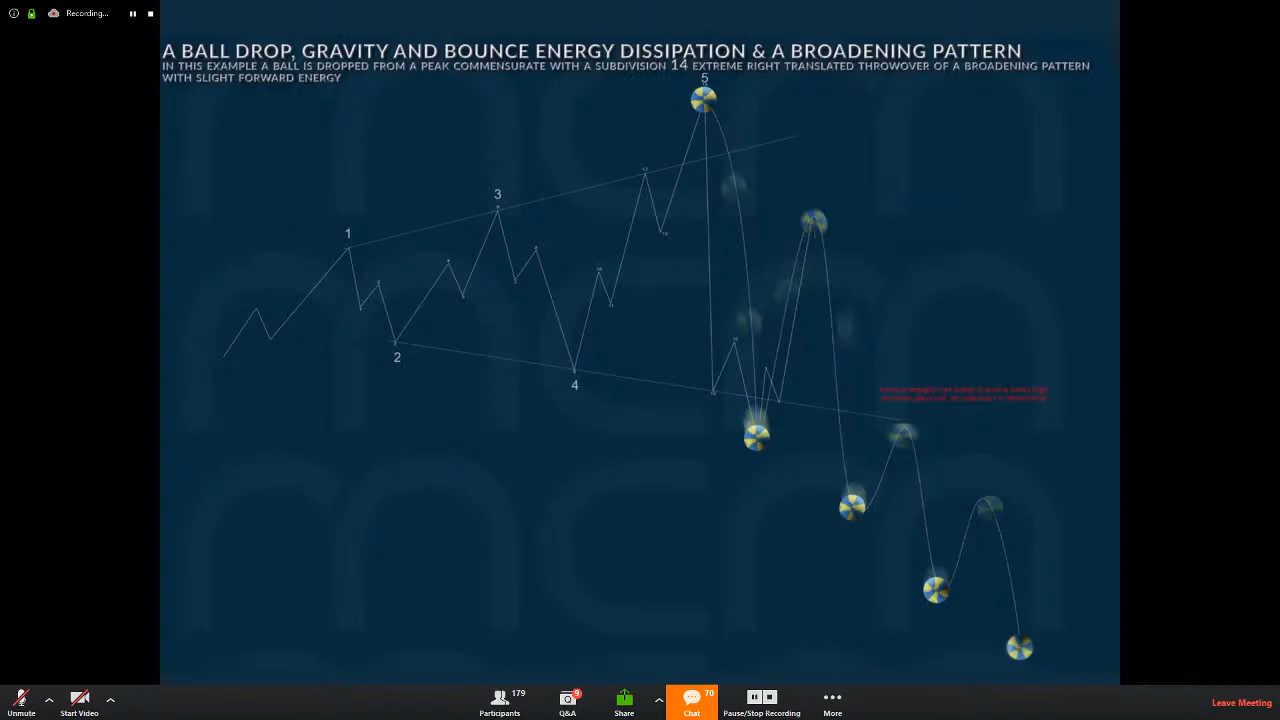 Recording...
A BALL DROP, GRAVITY AND BOUNCE ENERGY DISSIPATION & A BROADENING PATTERN
IN THIS EXAMPLE A BALL IS DROPPED FROM A PEAK COMMENSURATE WITH A SUBDIVISION 14 EXTREME RIGHT TRANSLATED THROWOVER OF A BROADENING PATTERN
WITH SLIGHT FORWARD ENERGY
5
3
1
2
4
mcm
Unmute
Start Video
Participants 179
Q&A 9
Share
Chat 70
Pause/Stop Recording
More
Leave Meeting